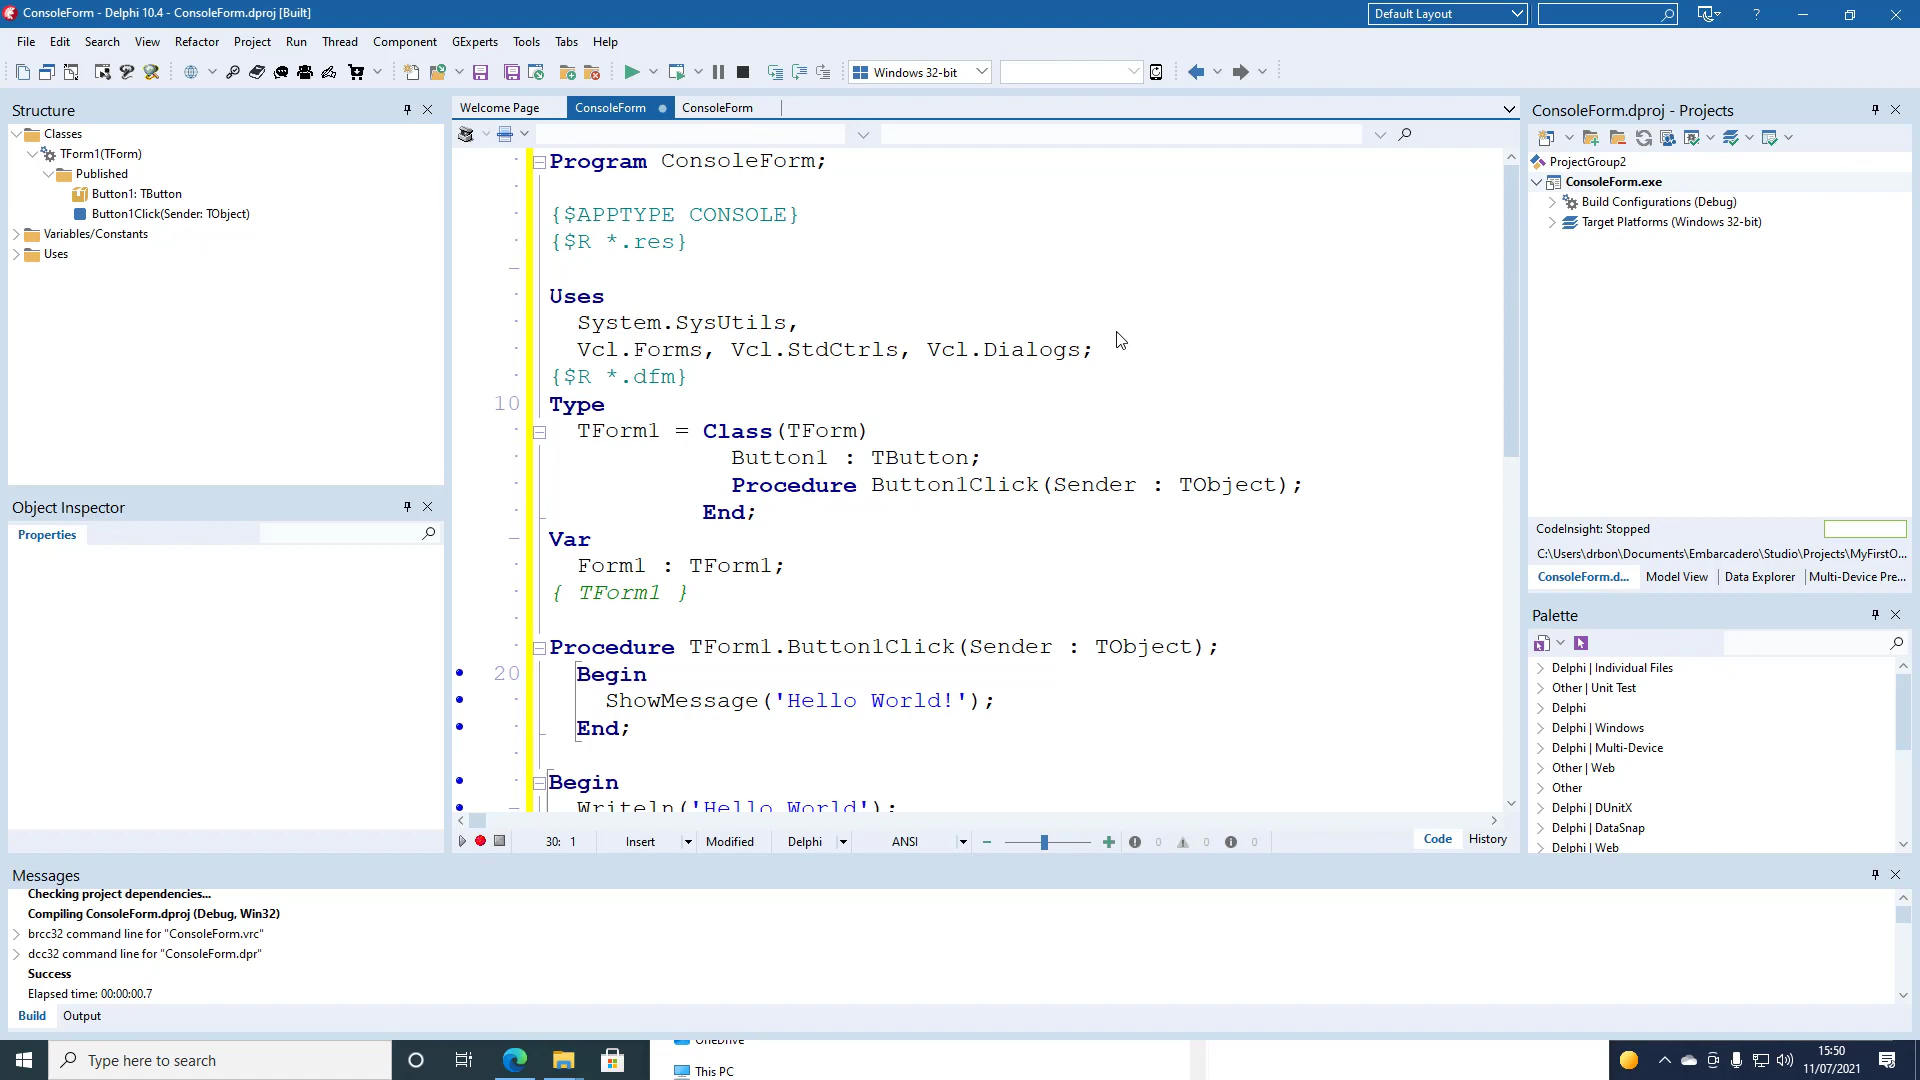 ConsoleForm - Delphi 10.4 - ConsoleForm.dproj [Built]
Default Layout
?
File Edit Search View Refactor Project Run Thread Component GExperts Tools Tabs Help
Windows 32-bit
Structure
Classes
TForm1(TForm)
Published
Button1: TButton
Button1Click(Sender: TObject)
Variables/Constants
Uses
Object Inspector
Properties
Welcome Page ConsoleForm ConsoleForm
Program ConsoleForm;
{$APPTYPE CONSOLE}
{$R *.res}
Uses
System.SysUtils,
Vcl.Forms, Vcl.StdCtrls, Vcl.Dialogs;
{$R *.dfm}
10 Type
TForm1 = Class(TForm)
Button1 : TButton;
Procedure Button1Click(Sender : TObject);
End;
Var
Form1 : TForm1;
{ TForm1 }
Procedure TForm1.Button1Click(Sender : TObject);
20 Begin
ShowMessage('Hello World!');
End;
Begin
Writeln('Hello World');
30: 1 Insert Modified Delphi ANSI 0 0 0 Code History
ConsoleForm.dproj - Projects
ProjectGroup2
ConsoleForm.exe
Build Configurations (Debug)
Target Platforms (Windows 32-bit)
CodeInsight: Stopped
C:\Users\drbon\Documents\Embarcadero\Studio\Projects\MyFirstO...
ConsoleForm.d... Model View Data Explorer Multi-Device Pre...
Palette
Delphi | Individual Files
Other | Unit Test
Delphi
Delphi | Windows
Delphi | Multi-Device
Other | Web
Other
Delphi | DUnitX
Delphi | DataSnap
Delphi | Web
Messages
Checking project dependencies...
Compiling ConsoleForm.dproj (Debug, Win32)
brcc32 command line for "ConsoleForm.vrc"
dcc32 command line for "ConsoleForm.dpr"
Success
Elapsed time: 00:00:00.7
Build Output
Type here to search
OneDrive
This PC
15:50
11/07/2021